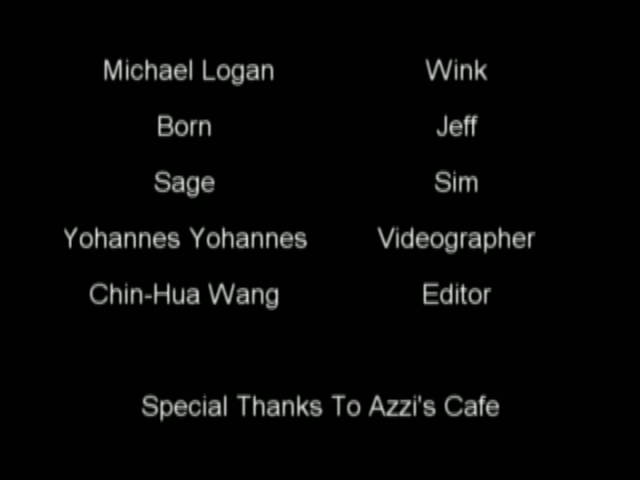 Michael Logan Wink
Born Jeff
Sage Sim
Yohannes Yohannes Videographer
Chin-Hua Wang Editor
Special Thanks To Azzi's Cafe